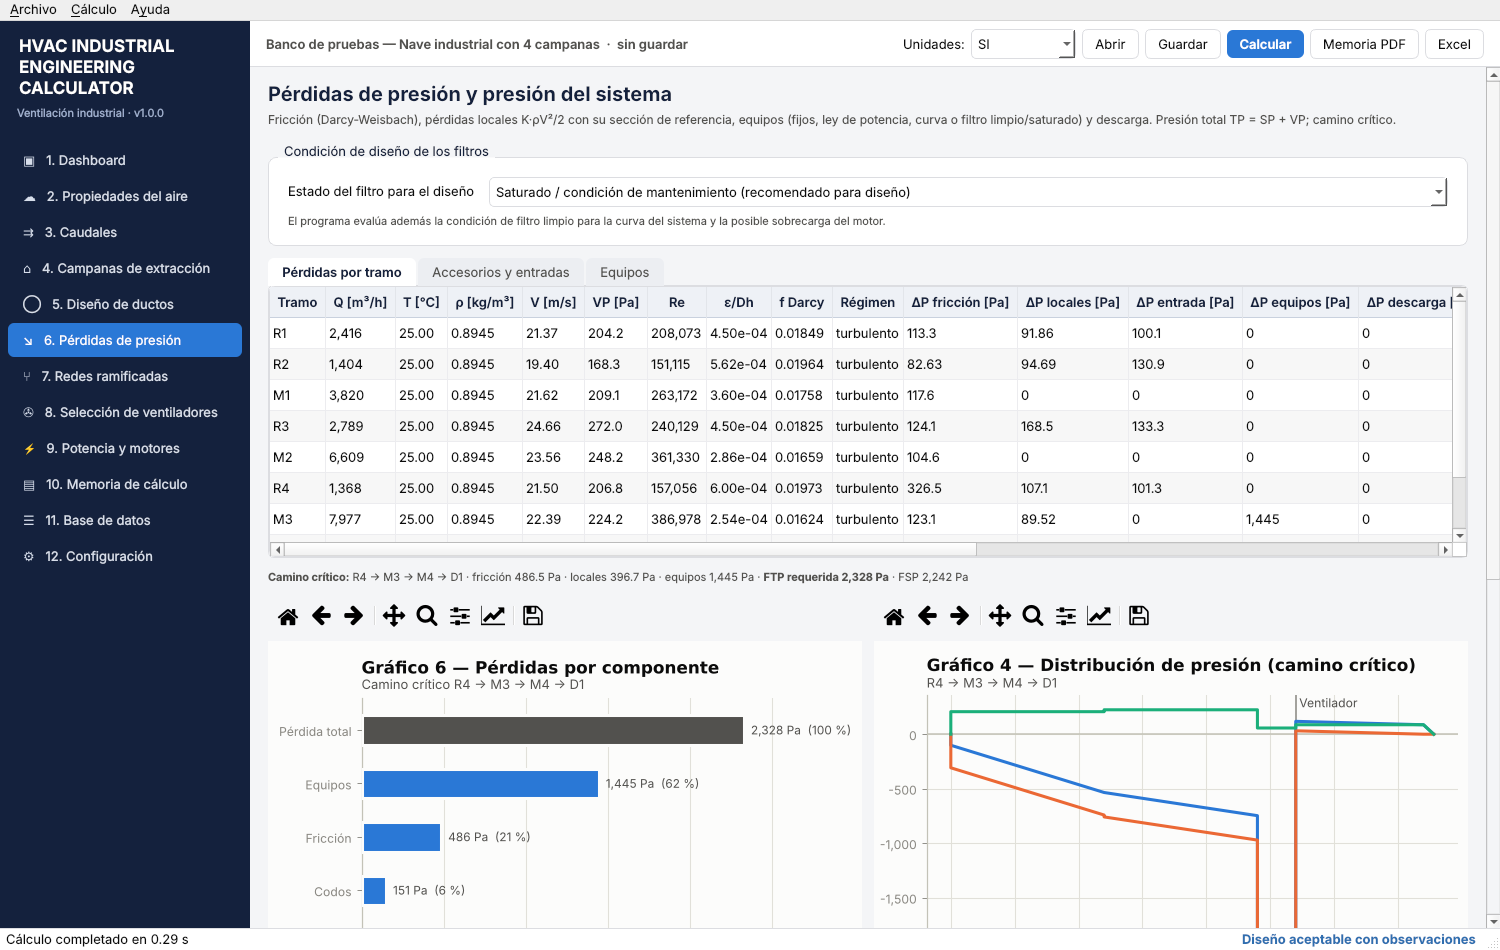 Archivo Cálculo Ayuda
HVAC INDUSTRIAL
ENGINEERING
CALCULATOR
Ventilación industrial · v1.0.0
1. Dashboard
2. Propiedades del aire
3. Caudales
4. Campanas de extracción
5. Diseño de ductos
6. Pérdidas de presión
7. Redes ramificadas
8. Selección de ventiladores
9. Potencia y motores
10. Memoria de cálculo
11. Base de datos
12. Configuración
Banco de pruebas — Nave industrial con 4 campanas · sin guardar
Unidades: SI Abrir Guardar Calcular Memoria PDF Excel
Pérdidas de presión y presión del sistema
Fricción (Darcy-Weisbach), pérdidas locales K·ρV²/2 con su sección de referencia, equipos (fijos, ley de potencia, curva o filtro limpio/saturado) y descarga. Presión total TP = SP + VP; camino crítico.
Condición de diseño de los filtros
Estado del filtro para el diseño Saturado / condición de mantenimiento (recomendado para diseño)
El programa evalúa además la condición de filtro limpio para la curva del sistema y la posible sobrecarga del motor.
Pérdidas por tramo Accesorios y entradas Equipos
Tramo Q [m³/h] T [°C] ρ [kg/m³] V [m/s] VP [Pa] Re ε/Dh f Darcy Régimen ΔP fricción [Pa] ΔP locales [Pa] ΔP entrada [Pa] ΔP equipos [Pa] ΔP descarga [
R1 2,416 25.00 0.8945 21.37 204.2 208,073 4.50e-04 0.01849 turbulento 113.3 91.86 100.1 0 0
R2 1,404 25.00 0.8945 19.40 168.3 151,115 5.62e-04 0.01964 turbulento 82.63 94.69 130.9 0 0
M1 3,820 25.00 0.8945 21.62 209.1 263,172 3.60e-04 0.01758 turbulento 117.6 0 0 0 0
R3 2,789 25.00 0.8945 24.66 272.0 240,129 4.50e-04 0.01825 turbulento 124.1 168.5 133.3 0 0
M2 6,609 25.00 0.8945 23.56 248.2 361,330 2.86e-04 0.01659 turbulento 104.6 0 0 0 0
R4 1,368 25.00 0.8945 21.50 206.8 157,056 6.00e-04 0.01973 turbulento 326.5 107.1 101.3 0 0
M3 7,977 25.00 0.8945 22.39 224.2 386,978 2.54e-04 0.01624 turbulento 123.1 89.52 0 1,445 0
Camino crítico: R4 → M3 → M4 → D1 · fricción 486.5 Pa · locales 396.7 Pa · equipos 1,445 Pa · FTP requerida 2,328 Pa · FSP 2,242 Pa
Gráfico 6 — Pérdidas por componente
Camino crítico R4 → M3 → M4 → D1
Pérdida total 2,328 Pa (100 %)
Equipos 1,445 Pa (62 %)
Fricción 486 Pa (21 %)
Codos 151 Pa (6 %)
Gráfico 4 — Distribución de presión (camino crítico)
R4 → M3 → M4 → D1
Ventilador
0
-500
-1,000
-1,500
Cálculo completado en 0.29 s
Diseño aceptable con observaciones